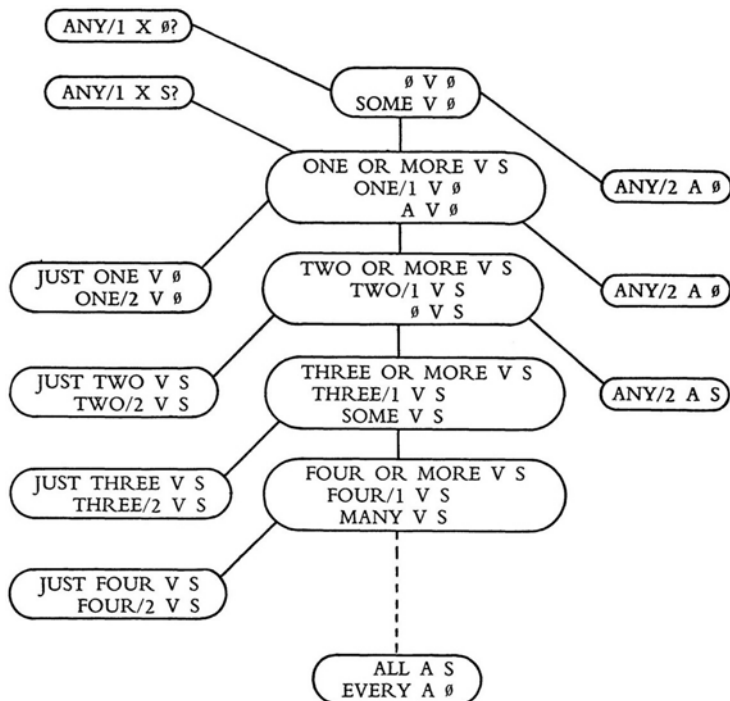 ANY/1 X ø?
ø V ø
SOME V ø
ANY/1 X S?
ONE OR MORE V S
ONE/1 V ø
A V ø
ANY/2 A ø
JUST ONE V ø
ONE/2 V ø
TWO OR MORE V S
TWO/1 V S
ø V S
ANY/2 A ø
JUST TWO V S
TWO/2 V S
THREE OR MORE V S
THREE/1 V S
SOME V S
ANY/2 A S
JUST THREE V S
THREE/2 V S
FOUR OR MORE V S
FOUR/1 V S
MANY V S
JUST FOUR V S
FOUR/2 V S
ALL A S
EVERY A ø